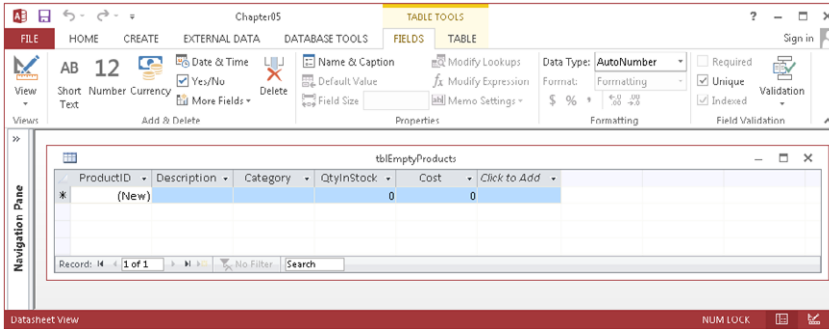 Chapter05 TABLE TOOLS ?
FILE HOME CREATE EXTERNAL DATA DATABASE TOOLS FIELDS TABLE Sign in
View
Views
AB
Short Text
12
Number
Currency
Date & Time
Yes/No
More Fields
Delete
Add & Delete
Name & Caption
Default Value
Field Size
Modify Lookups
fx Modify Expression
ab Memo Settings
Properties
Data Type: AutoNumber
Format: Formatting
$ % ,
Formatting
Required
Unique
Indexed
Validation
Field Validation
»
Navigation Pane
tblEmptyProducts
ProductID Description Category QtyInStock Cost Click to Add
* (New) 0 0
Record: 1 of 1 No Filter Search
Datasheet View NUM LOCK